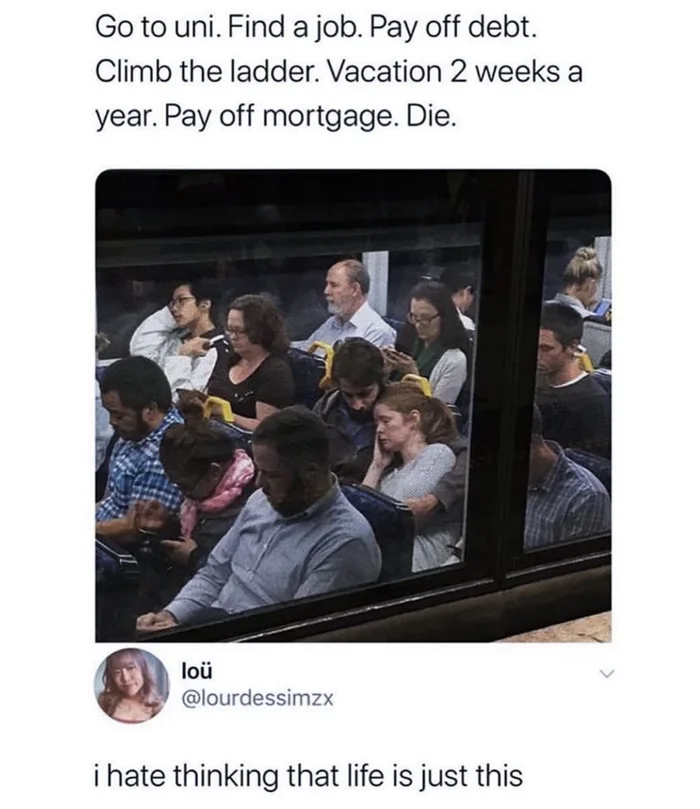 Go to uni. Find a job. Pay off debt.
Climb the ladder. Vacation 2 weeks a
year. Pay off mortgage. Die.
loü
@lourdessimzx
i hate thinking that life is just this